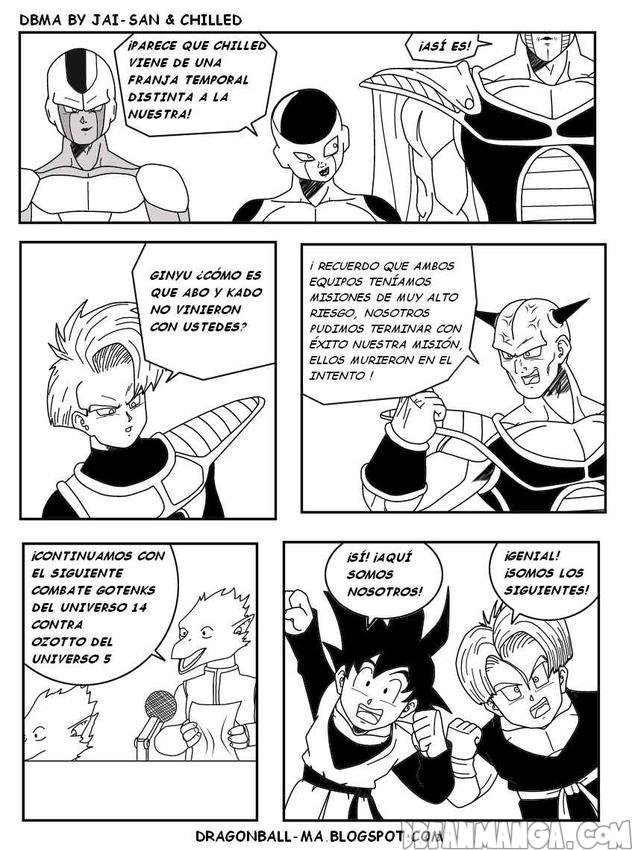 DBMA BY JAI-SAN & CHILLED
¡PARECE QUE CHILLED
VIENE DE UNA
FRANJA TEMPORAL
DISTINTA A LA
NUESTRA!
¡ASÍ ES!
GINYU ¿CÓMO ES
QUE ABO Y KADO
NO VINIERON
CON USTEDES?
¡ RECUERDO QUE AMBOS
EQUIPOS TENÍAMOS
MISIONES DE MUY ALTO
RIESGO, NOSOTROS
PUDIMOS TERMINAR CON
ÉXITO NUESTRA MISIÓN,
ELLOS MURIERON EN EL
INTENTO !
¡CONTINUAMOS CON
EL SIGUIENTE
COMBATE GOTENKS
DEL UNIVERSO 14
CONTRA
OZOTTO DEL
UNIVERSO 5
¡SÍ! ¡AQUÍ
SOMOS
NOSOTROS!
¡GENIAL!
¡SOMOS LOS
SIGUIENTES!
DRAGONBALL-MA.BLOGSPOT.COM
DBFANMANGA.COM